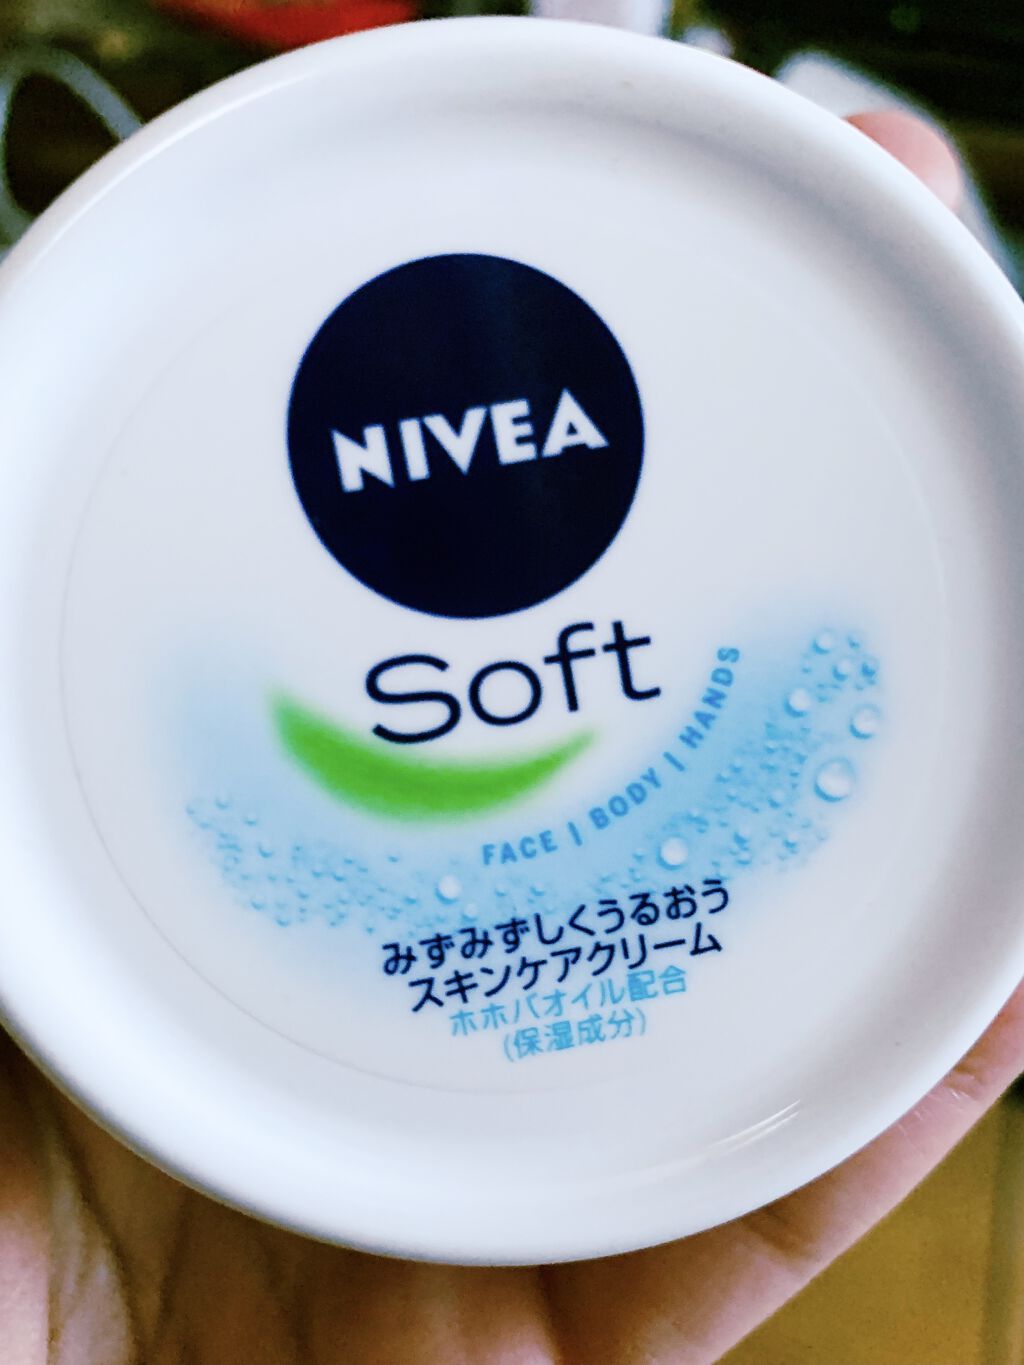 NIVEA
Soft
FACE | BODY | HANDS
みずみずしくうるおう
スキンケアクリーム
ホホバオイル配合
(保湿成分)